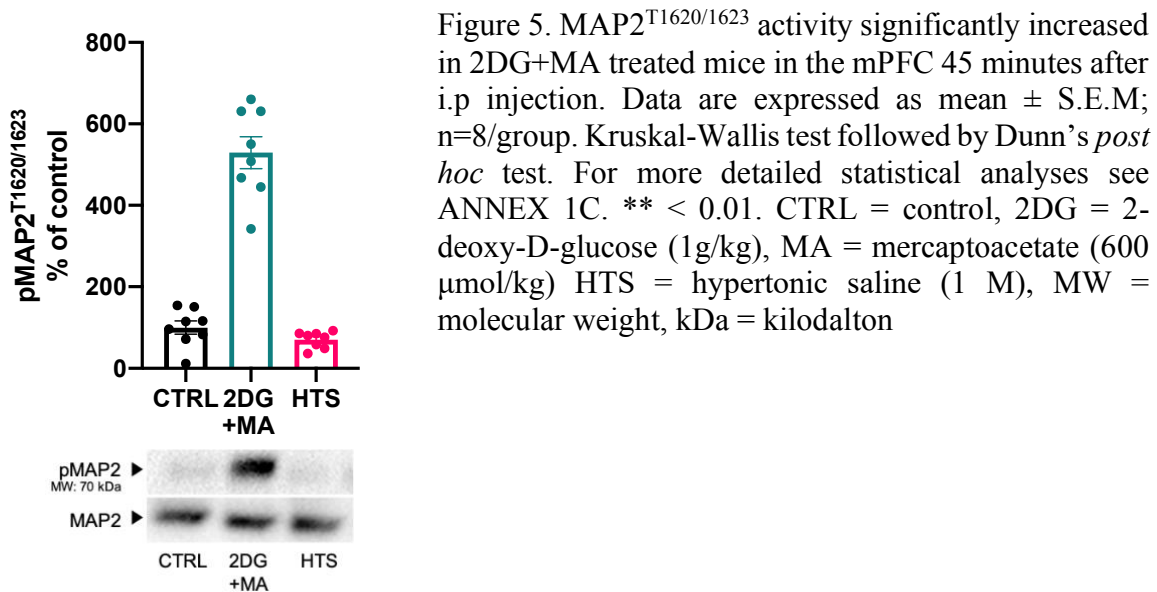 800
600
400
200
0
pMAP2T1620/1623
% of control
CTRL 2DG HTS
+MA
pMAP2
MW: 70 kDa
MAP2
CTRL 2DG HTS
+MA
Figure 5. MAP2T1620/1623 activity significantly increased
in 2DG+MA treated mice in the mPFC 45 minutes after
i.p injection. Data are expressed as mean ± S.E.M;
n=8/group. Kruskal-Wallis test followed by Dunn’s post
hoc test. For more detailed statistical analyses see
ANNEX 1C. ** < 0.01. CTRL = control, 2DG = 2-
deoxy-D-glucose (1g/kg), MA = mercaptoacetate (600
μmol/kg) HTS = hypertonic saline (1 M), MW =
molecular weight, kDa = kilodalton